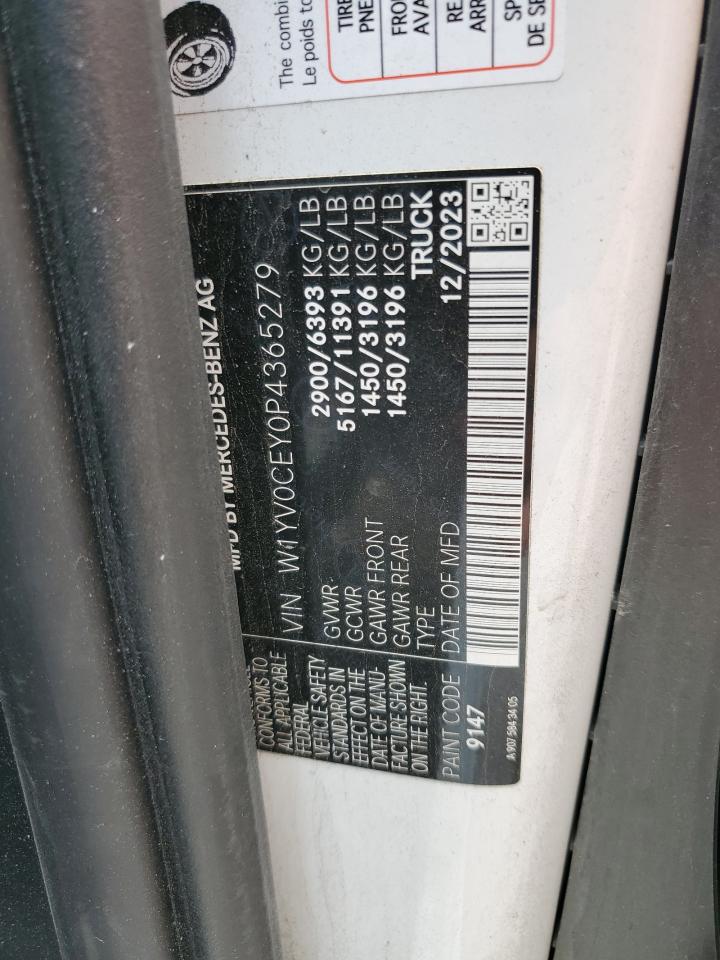 The combi
Le poids to
TIRE
PNE
FRO
AVA
RE
ARR
SP
DE SE
MFD BY MERCEDES-BENZ AG
VIN W1YV0CEY0P4365279
CONFORMS TO
ALL APPLICABLE
FEDERAL
VEHICLE SAFETY
STANDARDS IN
EFFECT ON THE
DATE OF MANU-
FACTURE SHOWN
ON THE RIGHT.
GVWR 2900/6393 KG/LB
GCWR 5167/11391 KG/LB
GAWR FRONT 1450/3196 KG/LB
GAWR REAR 1450/3196 KG/LB
TYPE TRUCK
DATE OF MFD 12/2023
PAINT CODE
9147
A 907 584 34 05